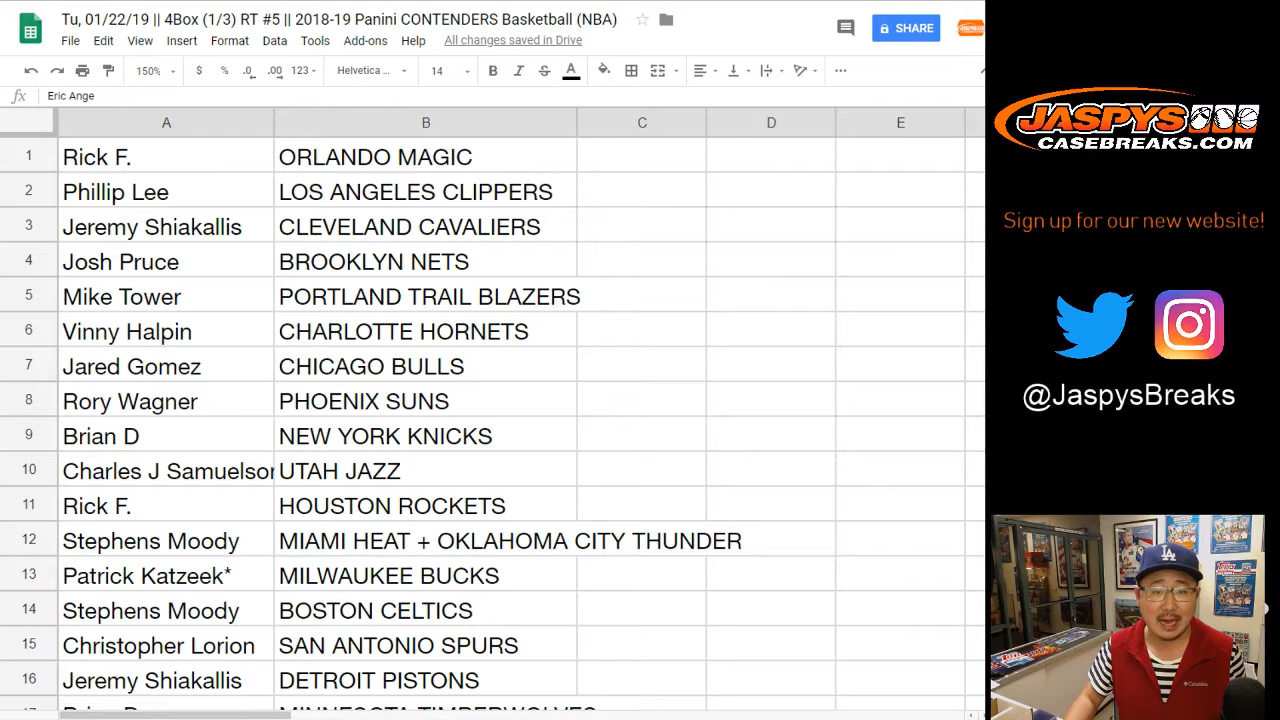 Tu, 01/22/19 || 4Box (1/3) RT #5 || 2018-19 Panini CONTENDERS Basketball (NBA)
SHARE
File Edit View Insert Format Data Tools Add-ons Help All changes saved in Drive
150% $ % .0 .00 123 Helvetica ... 14 B I S A
fx Eric Ange
A B C D E
1 Rick F. ORLANDO MAGIC
2 Phillip Lee LOS ANGELES CLIPPERS
3 Jeremy Shiakallis CLEVELAND CAVALIERS
4 Josh Pruce BROOKLYN NETS
5 Mike Tower PORTLAND TRAIL BLAZERS
6 Vinny Halpin CHARLOTTE HORNETS
7 Jared Gomez CHICAGO BULLS
8 Rory Wagner PHOENIX SUNS
9 Brian D NEW YORK KNICKS
10 Charles J Samuelson UTAH JAZZ
11 Rick F. HOUSTON ROCKETS
12 Stephens Moody MIAMI HEAT + OKLAHOMA CITY THUNDER
13 Patrick Katzeek* MILWAUKEE BUCKS
14 Stephens Moody BOSTON CELTICS
15 Christopher Lorion SAN ANTONIO SPURS
16 Jeremy Shiakallis DETROIT PISTONS
MINNESOTA TIMBERWOLVES
JASPYS
CASEBREAKS.COM
Sign up for our new website!
@JaspysBreaks
LA
Columbia